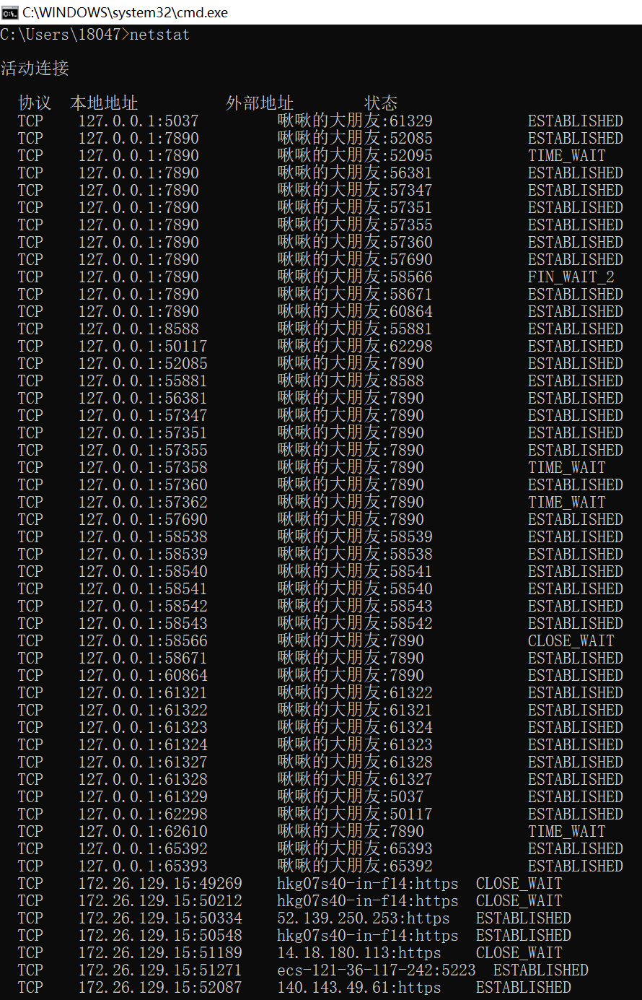 C:\WINDOWS\system32\cmd.exe
C:\Users\18047>netstat
活动连接
协议 本地地址 外部地址 状态
TCP 127.0.0.1:5037 啾啾的大朋友:61329 ESTABLISHED
TCP 127.0.0.1:7890 啾啾的大朋友:52085 ESTABLISHED
TCP 127.0.0.1:7890 啾啾的大朋友:52095 TIME_WAIT
TCP 127.0.0.1:7890 啾啾的大朋友:56381 ESTABLISHED
TCP 127.0.0.1:7890 啾啾的大朋友:57347 ESTABLISHED
TCP 127.0.0.1:7890 啾啾的大朋友:57351 ESTABLISHED
TCP 127.0.0.1:7890 啾啾的大朋友:57355 ESTABLISHED
TCP 127.0.0.1:7890 啾啾的大朋友:57360 ESTABLISHED
TCP 127.0.0.1:7890 啾啾的大朋友:57690 ESTABLISHED
TCP 127.0.0.1:7890 啾啾的大朋友:58566 FIN_WAIT_2
TCP 127.0.0.1:7890 啾啾的大朋友:58671 ESTABLISHED
TCP 127.0.0.1:7890 啾啾的大朋友:60864 ESTABLISHED
TCP 127.0.0.1:8588 啾啾的大朋友:55881 ESTABLISHED
TCP 127.0.0.1:50117 啾啾的大朋友:62298 ESTABLISHED
TCP 127.0.0.1:52085 啾啾的大朋友:7890 ESTABLISHED
TCP 127.0.0.1:55881 啾啾的大朋友:8588 ESTABLISHED
TCP 127.0.0.1:56381 啾啾的大朋友:7890 ESTABLISHED
TCP 127.0.0.1:57347 啾啾的大朋友:7890 ESTABLISHED
TCP 127.0.0.1:57351 啾啾的大朋友:7890 ESTABLISHED
TCP 127.0.0.1:57355 啾啾的大朋友:7890 ESTABLISHED
TCP 127.0.0.1:57358 啾啾的大朋友:7890 TIME_WAIT
TCP 127.0.0.1:57360 啾啾的大朋友:7890 ESTABLISHED
TCP 127.0.0.1:57362 啾啾的大朋友:7890 TIME_WAIT
TCP 127.0.0.1:57690 啾啾的大朋友:7890 ESTABLISHED
TCP 127.0.0.1:58538 啾啾的大朋友:58539 ESTABLISHED
TCP 127.0.0.1:58539 啾啾的大朋友:58538 ESTABLISHED
TCP 127.0.0.1:58540 啾啾的大朋友:58541 ESTABLISHED
TCP 127.0.0.1:58541 啾啾的大朋友:58540 ESTABLISHED
TCP 127.0.0.1:58542 啾啾的大朋友:58543 ESTABLISHED
TCP 127.0.0.1:58543 啾啾的大朋友:58542 ESTABLISHED
TCP 127.0.0.1:58566 啾啾的大朋友:7890 CLOSE_WAIT
TCP 127.0.0.1:58671 啾啾的大朋友:7890 ESTABLISHED
TCP 127.0.0.1:60864 啾啾的大朋友:7890 ESTABLISHED
TCP 127.0.0.1:61321 啾啾的大朋友:61322 ESTABLISHED
TCP 127.0.0.1:61322 啾啾的大朋友:61321 ESTABLISHED
TCP 127.0.0.1:61323 啾啾的大朋友:61324 ESTABLISHED
TCP 127.0.0.1:61324 啾啾的大朋友:61323 ESTABLISHED
TCP 127.0.0.1:61327 啾啾的大朋友:61328 ESTABLISHED
TCP 127.0.0.1:61328 啾啾的大朋友:61327 ESTABLISHED
TCP 127.0.0.1:61329 啾啾的大朋友:5037 ESTABLISHED
TCP 127.0.0.1:62298 啾啾的大朋友:50117 ESTABLISHED
TCP 127.0.0.1:62610 啾啾的大朋友:7890 TIME_WAIT
TCP 127.0.0.1:65392 啾啾的大朋友:65393 ESTABLISHED
TCP 127.0.0.1:65393 啾啾的大朋友:65392 ESTABLISHED
TCP 172.26.129.15:49269 hkg07s40-in-f14:https CLOSE_WAIT
TCP 172.26.129.15:50212 hkg07s40-in-f14:https CLOSE_WAIT
TCP 172.26.129.15:50334 52.139.250.253:https ESTABLISHED
TCP 172.26.129.15:50548 hkg07s40-in-f14:https ESTABLISHED
TCP 172.26.129.15:51189 14.18.180.113:https CLOSE_WAIT
TCP 172.26.129.15:51271 ecs-121-36-117-242:5223 ESTABLISHED
TCP 172.26.129.15:52087 140.143.49.61:https ESTABLISHED